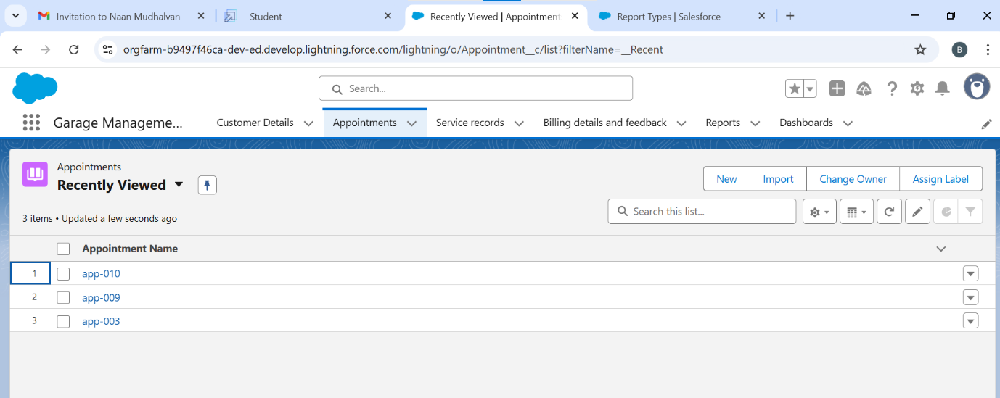 Invitation to Naan Mudhalvan -
- Student
Recently Viewed | Appointment
Report Types | Salesforce
orgfarm-b9497f46ca-dev-ed.develop.lightning.force.com/lightning/o/Appointment__c/list?filterName=__Recent
B
Search...
Garage Manageme...
Customer Details
Appointments
Service records
Billing details and feedback
Reports
Dashboards
Appointments
Recently Viewed
New
Import
Change Owner
Assign Label
3 items • Updated a few seconds ago
Search this list...
Appointment Name
1 app-010
2 app-009
3 app-003